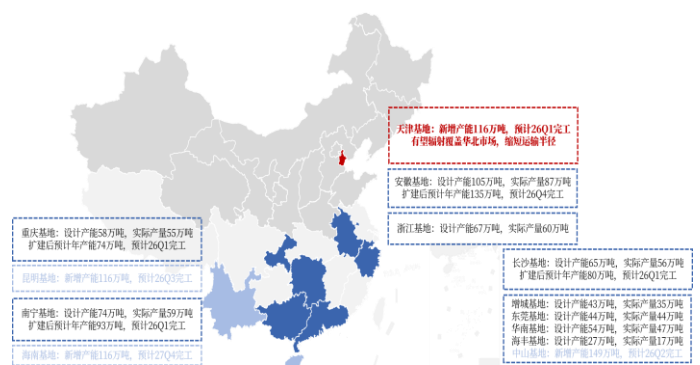 天津基地：新增产能116万吨，预计26Q1完工
有望辐射覆盖华北市场，缩短运输半径
安徽基地：设计产能105万吨，实际产量87万吨
扩建后预计年产能135万吨，预计26Q4完工
浙江基地：设计产能67万吨，实际产量60万吨
重庆基地：设计产能58万吨，实际产量55万吨
扩建后预计年产能74万吨，预计26Q1完工
昆明基地：新增产能116万吨，预计26Q3完工
南宁基地：设计产能74万吨，实际产量59万吨
扩建后预计年产能93万吨，预计26Q1完工
海南基地：新增产能116万吨，预计27Q4完工
长沙基地：设计产能65万吨，实际产量56万吨
扩建后预计年产能80万吨，预计26Q1完工
增城基地：设计产能43万吨，实际产量35万吨
东莞基地：设计产能44万吨，实际产量44万吨
华南基地：设计产能54万吨，实际产量47万吨
海丰基地：设计产能27万吨，实际产量17万吨
中山基地：新增产能149万吨，预计26Q2完工